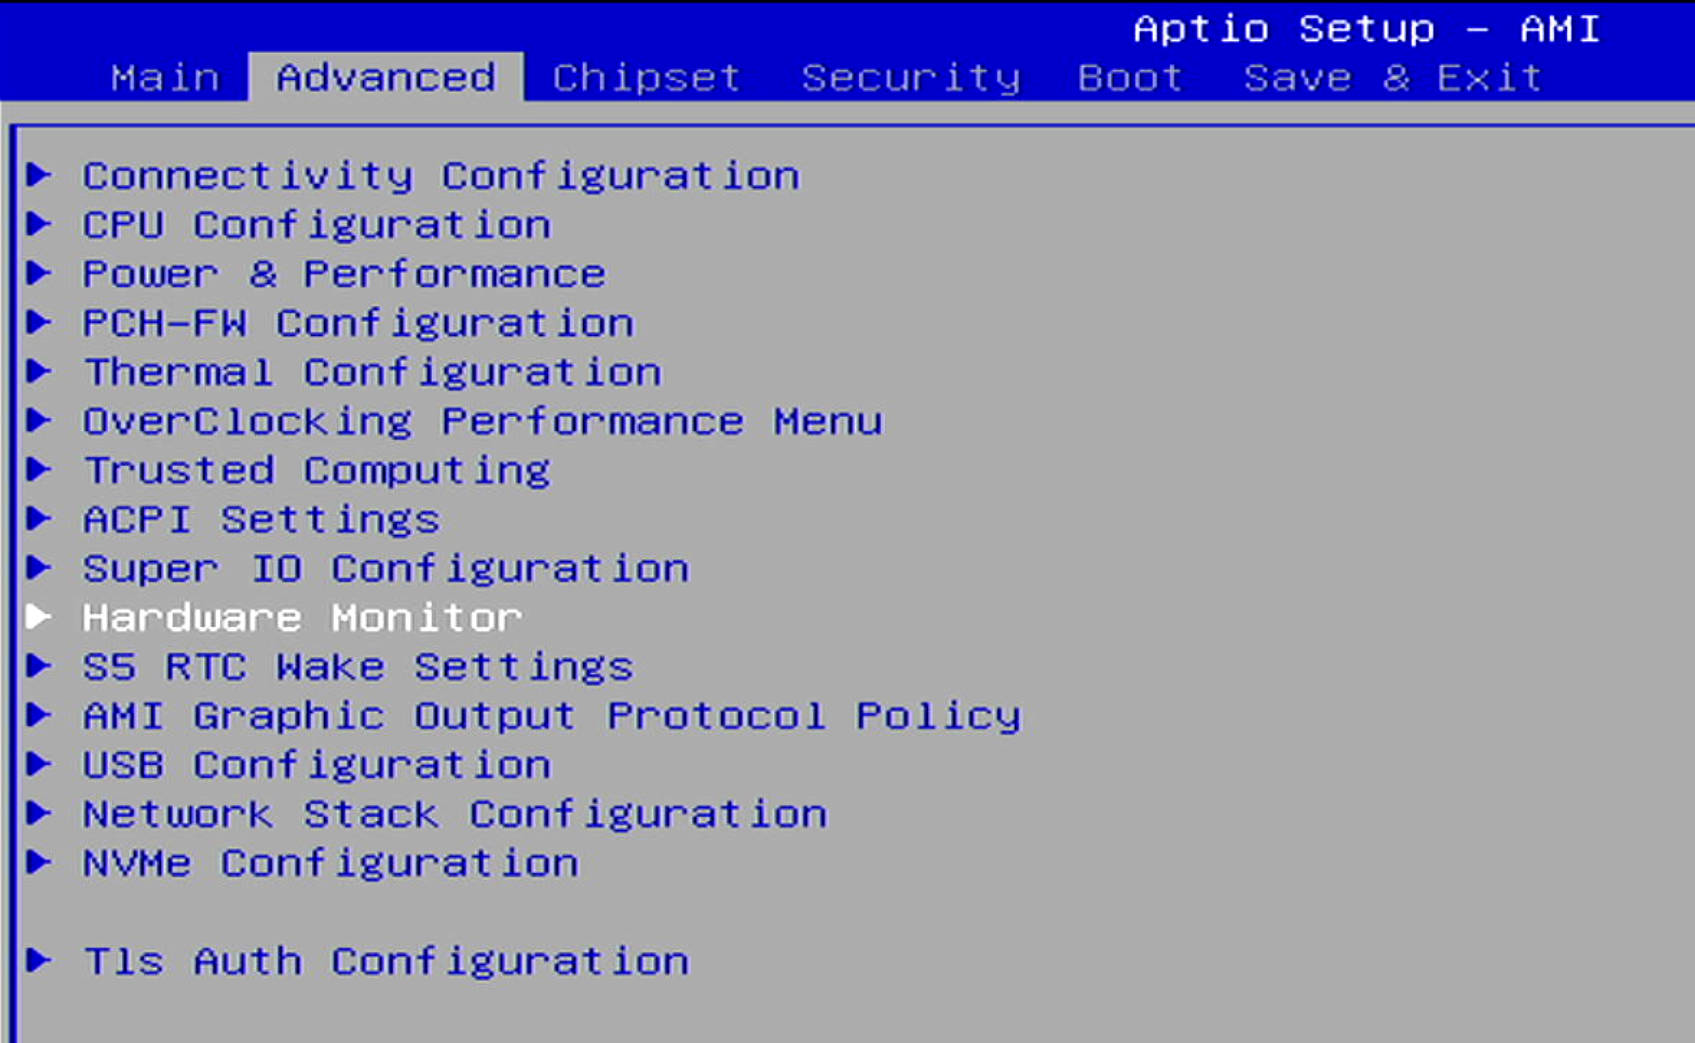 Aptio Setup – AMI
Main Advanced Chipset Security Boot Save & Exit
Connectivity Configuration
CPU Configuration
Power & Performance
PCH-FW Configuration
Thermal Configuration
OverClocking Performance Menu
Trusted Computing
ACPI Settings
Super IO Configuration
Hardware Monitor
S5 RTC Wake Settings
AMI Graphic Output Protocol Policy
USB Configuration
Network Stack Configuration
NVMe Configuration
Tls Auth Configuration